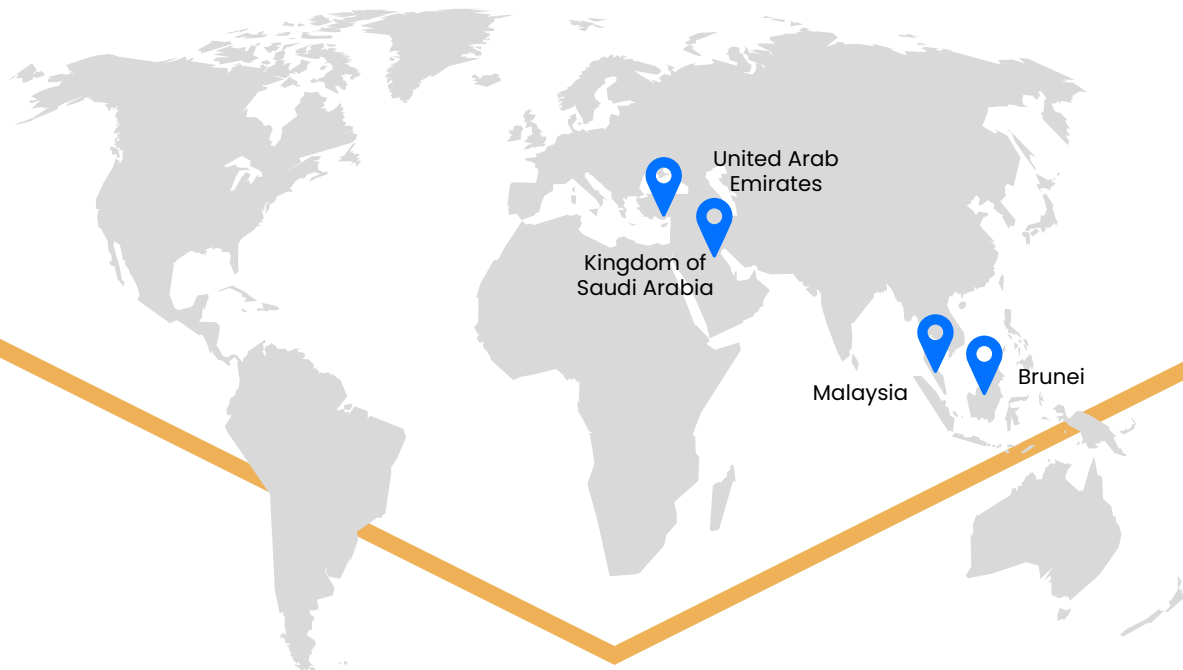 United Arab
Emirates
Kingdom of
Saudi Arabia
Malaysia
Brunei